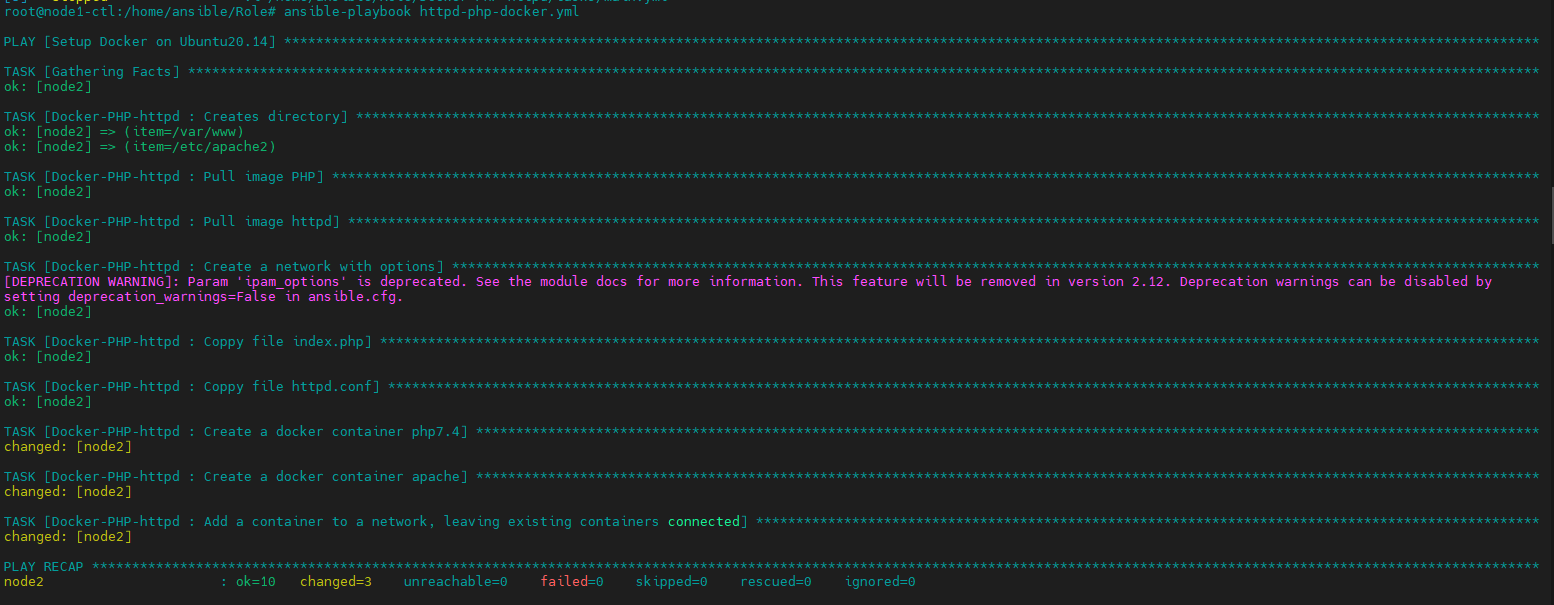 root@node1-ctl:/home/ansible/Role# ansible-playbook httpd-php-docker.yml
PLAY [Setup Docker on Ubuntu20.14] ****************************************************************************************************************************************************
TASK [Gathering Facts] ****************************************************************************************************************************************************************
ok: [node2]
TASK [Docker-PHP-httpd : Creates directory] *******************************************************************************************************************************************
ok: [node2] => (item=/var/www)
ok: [node2] => (item=/etc/apache2)
TASK [Docker-PHP-httpd : Pull image PHP] **********************************************************************************************************************************************
ok: [node2]
TASK [Docker-PHP-httpd : Pull image httpd] ********************************************************************************************************************************************
ok: [node2]
TASK [Docker-PHP-httpd : Create a network with options] *******************************************************************************************************************************
[DEPRECATION WARNING]: Param 'ipam_options' is deprecated. See the module docs for more information. This feature will be removed in version 2.12. Deprecation warnings can be disabled by
setting deprecation_warnings=False in ansible.cfg.
ok: [node2]
TASK [Docker-PHP-httpd : Coppy file index.php] ****************************************************************************************************************************************
ok: [node2]
TASK [Docker-PHP-httpd : Coppy file httpd.conf] ***************************************************************************************************************************************
ok: [node2]
TASK [Docker-PHP-httpd : Create a docker container php7.4] ****************************************************************************************************************************
changed: [node2]
TASK [Docker-PHP-httpd : Create a docker container apache] ****************************************************************************************************************************
changed: [node2]
TASK [Docker-PHP-httpd : Add a container to a network, leaving existing containers connected] *****************************************************************************************
changed: [node2]
PLAY RECAP ****************************************************************************************************************************************************************************
node2 : ok=10 changed=3 unreachable=0 failed=0 skipped=0 rescued=0 ignored=0